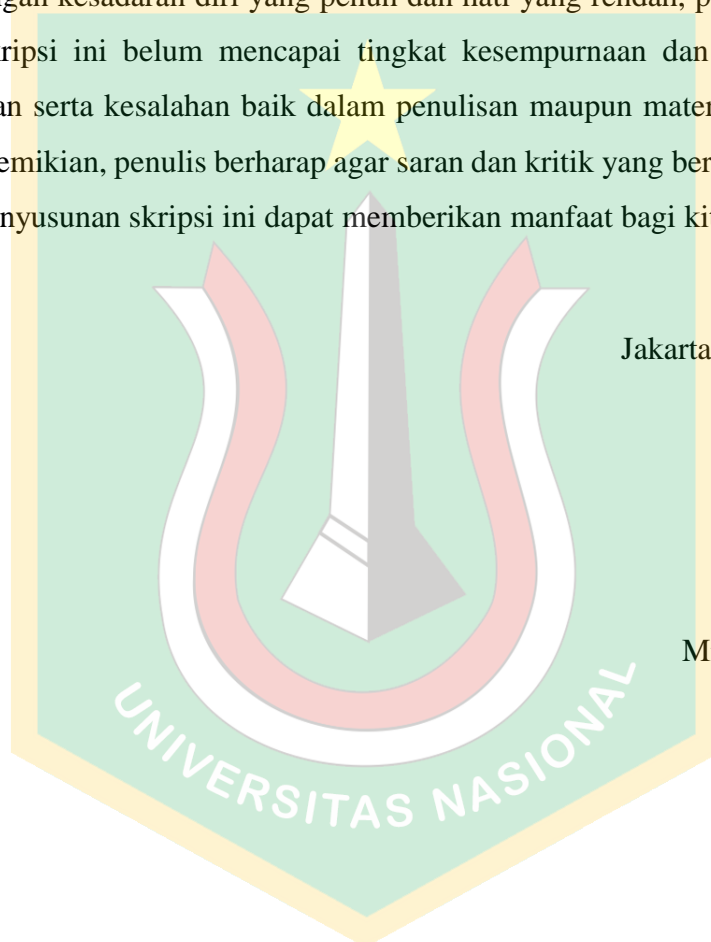 kesadaran diri yang penuh dan hati yang rendah, p
kripsi ini belum mencapai tingkat kesempurnaan dan
an serta kesalahan baik dalam penulisan maupun mater
emikian, penulis berharap agar saran dan kritik yang ber
nyusunan skripsi ini dapat memberikan manfaat bagi ki
Jakarta
M
UNIVERSITAS NASIONAL